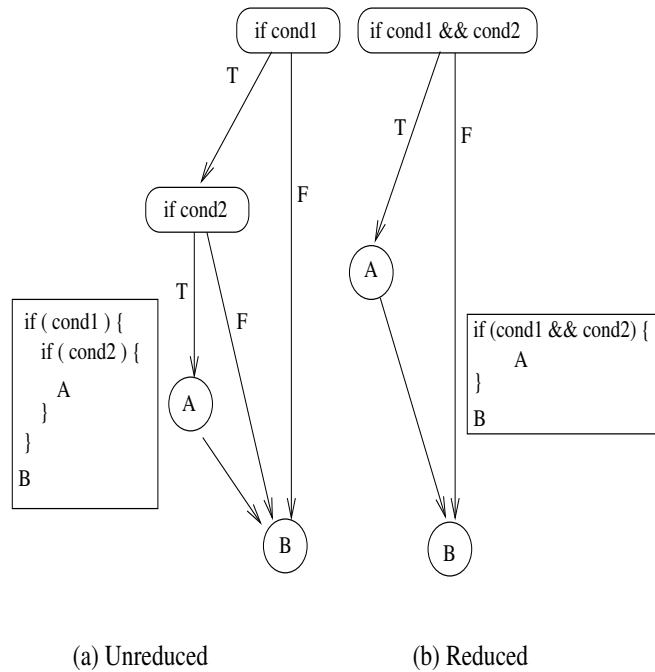 if cond1
T
F
if cond2
T
F
A
B
if ( cond1 ) {
if ( cond2 ) {
A
}
}
B
(a) Unreduced
if cond1 && cond2
T
F
A
B
if (cond1 && cond2) {
A
}
B
(b) Reduced